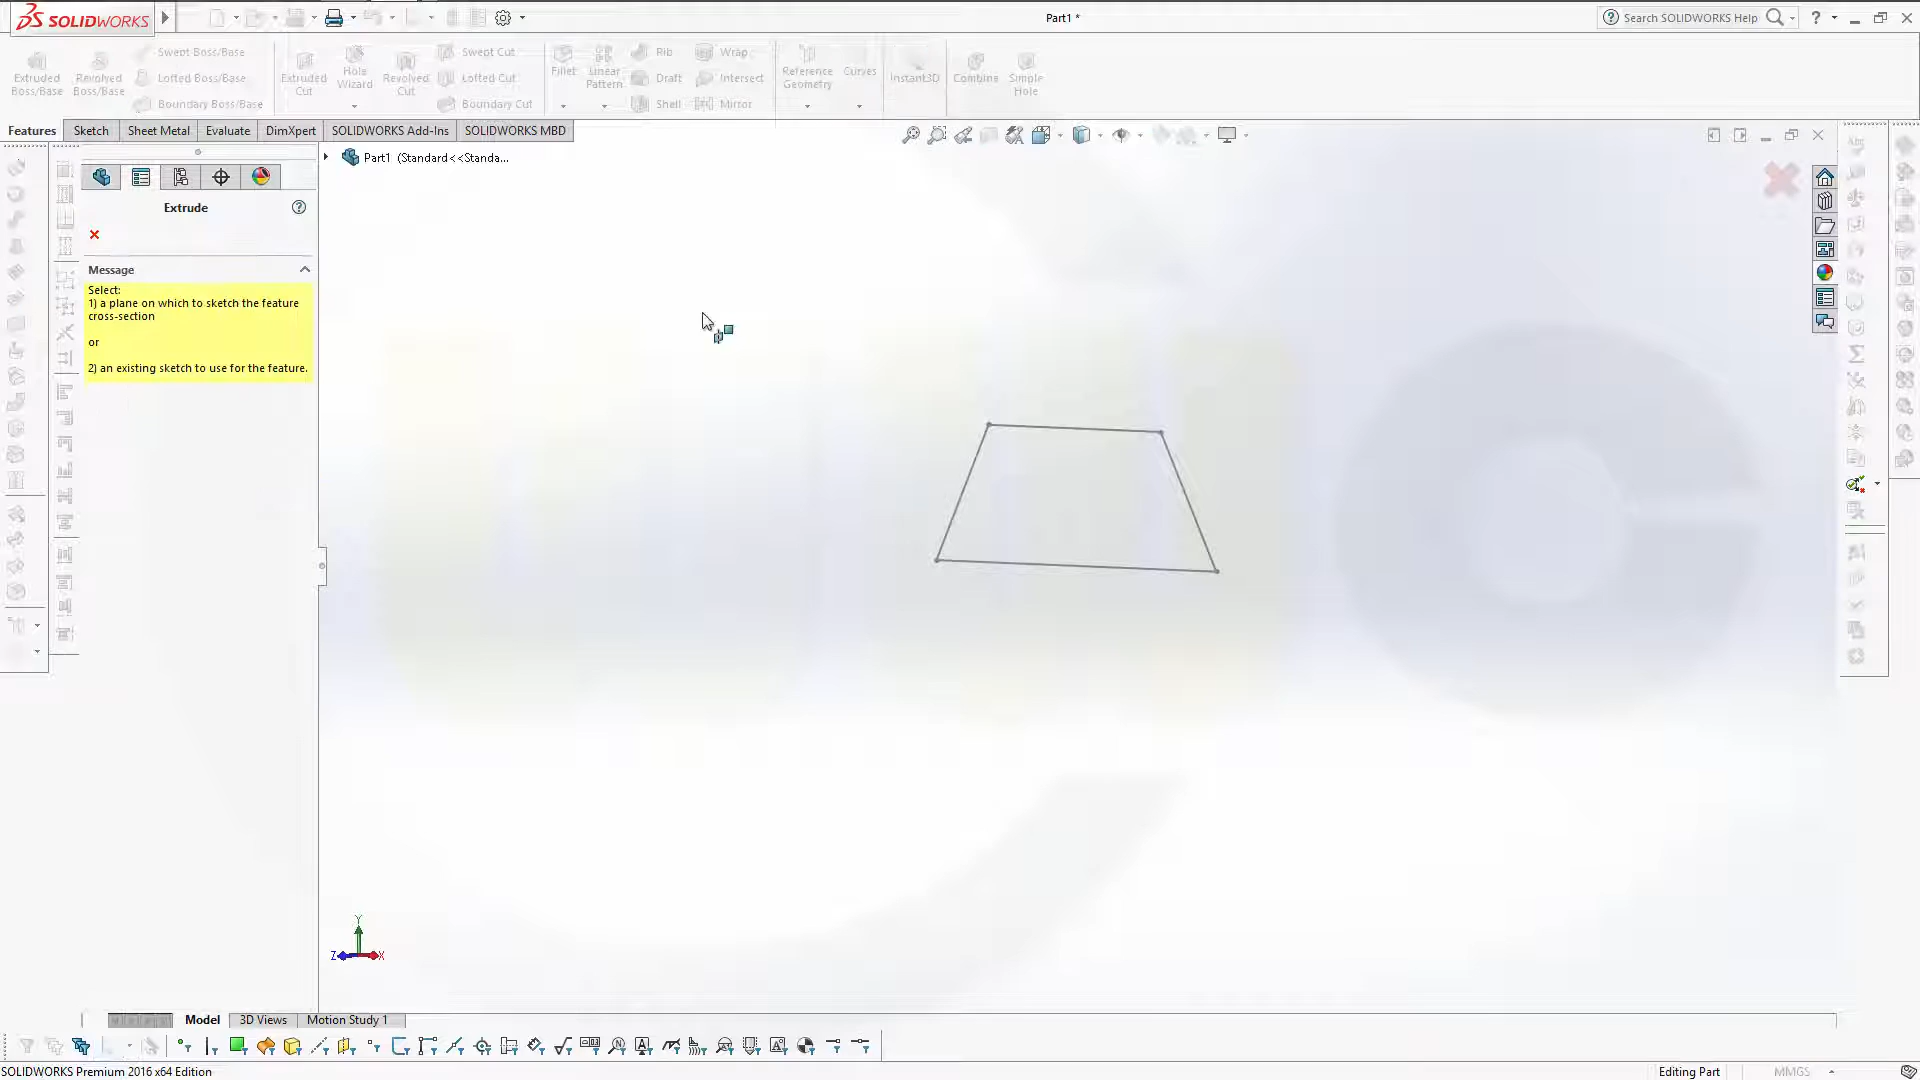 SOLIDWORKS
Part1 *
Search SOLIDWORKS Help
Extruded Boss/Base
Revolved Boss/Base
Swept Boss/Base
Lofted Boss/Base
Boundary Boss/Base
Extruded Cut
Hole Wizard
Revolved Cut
Swept Cut
Lofted Cut
Boundary Cut
Fillet
Linear Pattern
Rib
Draft
Shell
Wrap
Intersect
Mirror
Reference Geometry
Curves
Instant3D
Combine
Simple Hole
Features
Sketch
Sheet Metal
Evaluate
DimXpert
SOLIDWORKS Add-Ins
SOLIDWORKS MBD
Part1 (Standard<<Standa...
Extrude
Message
Select:
1) a plane on which to sketch the feature
cross-section
or
2) an existing sketch to use for the feature.
Y
Z
X
Model
3D Views
Motion Study 1
SOLIDWORKS Premium 2016 x64 Edition
Editing Part
MMGS